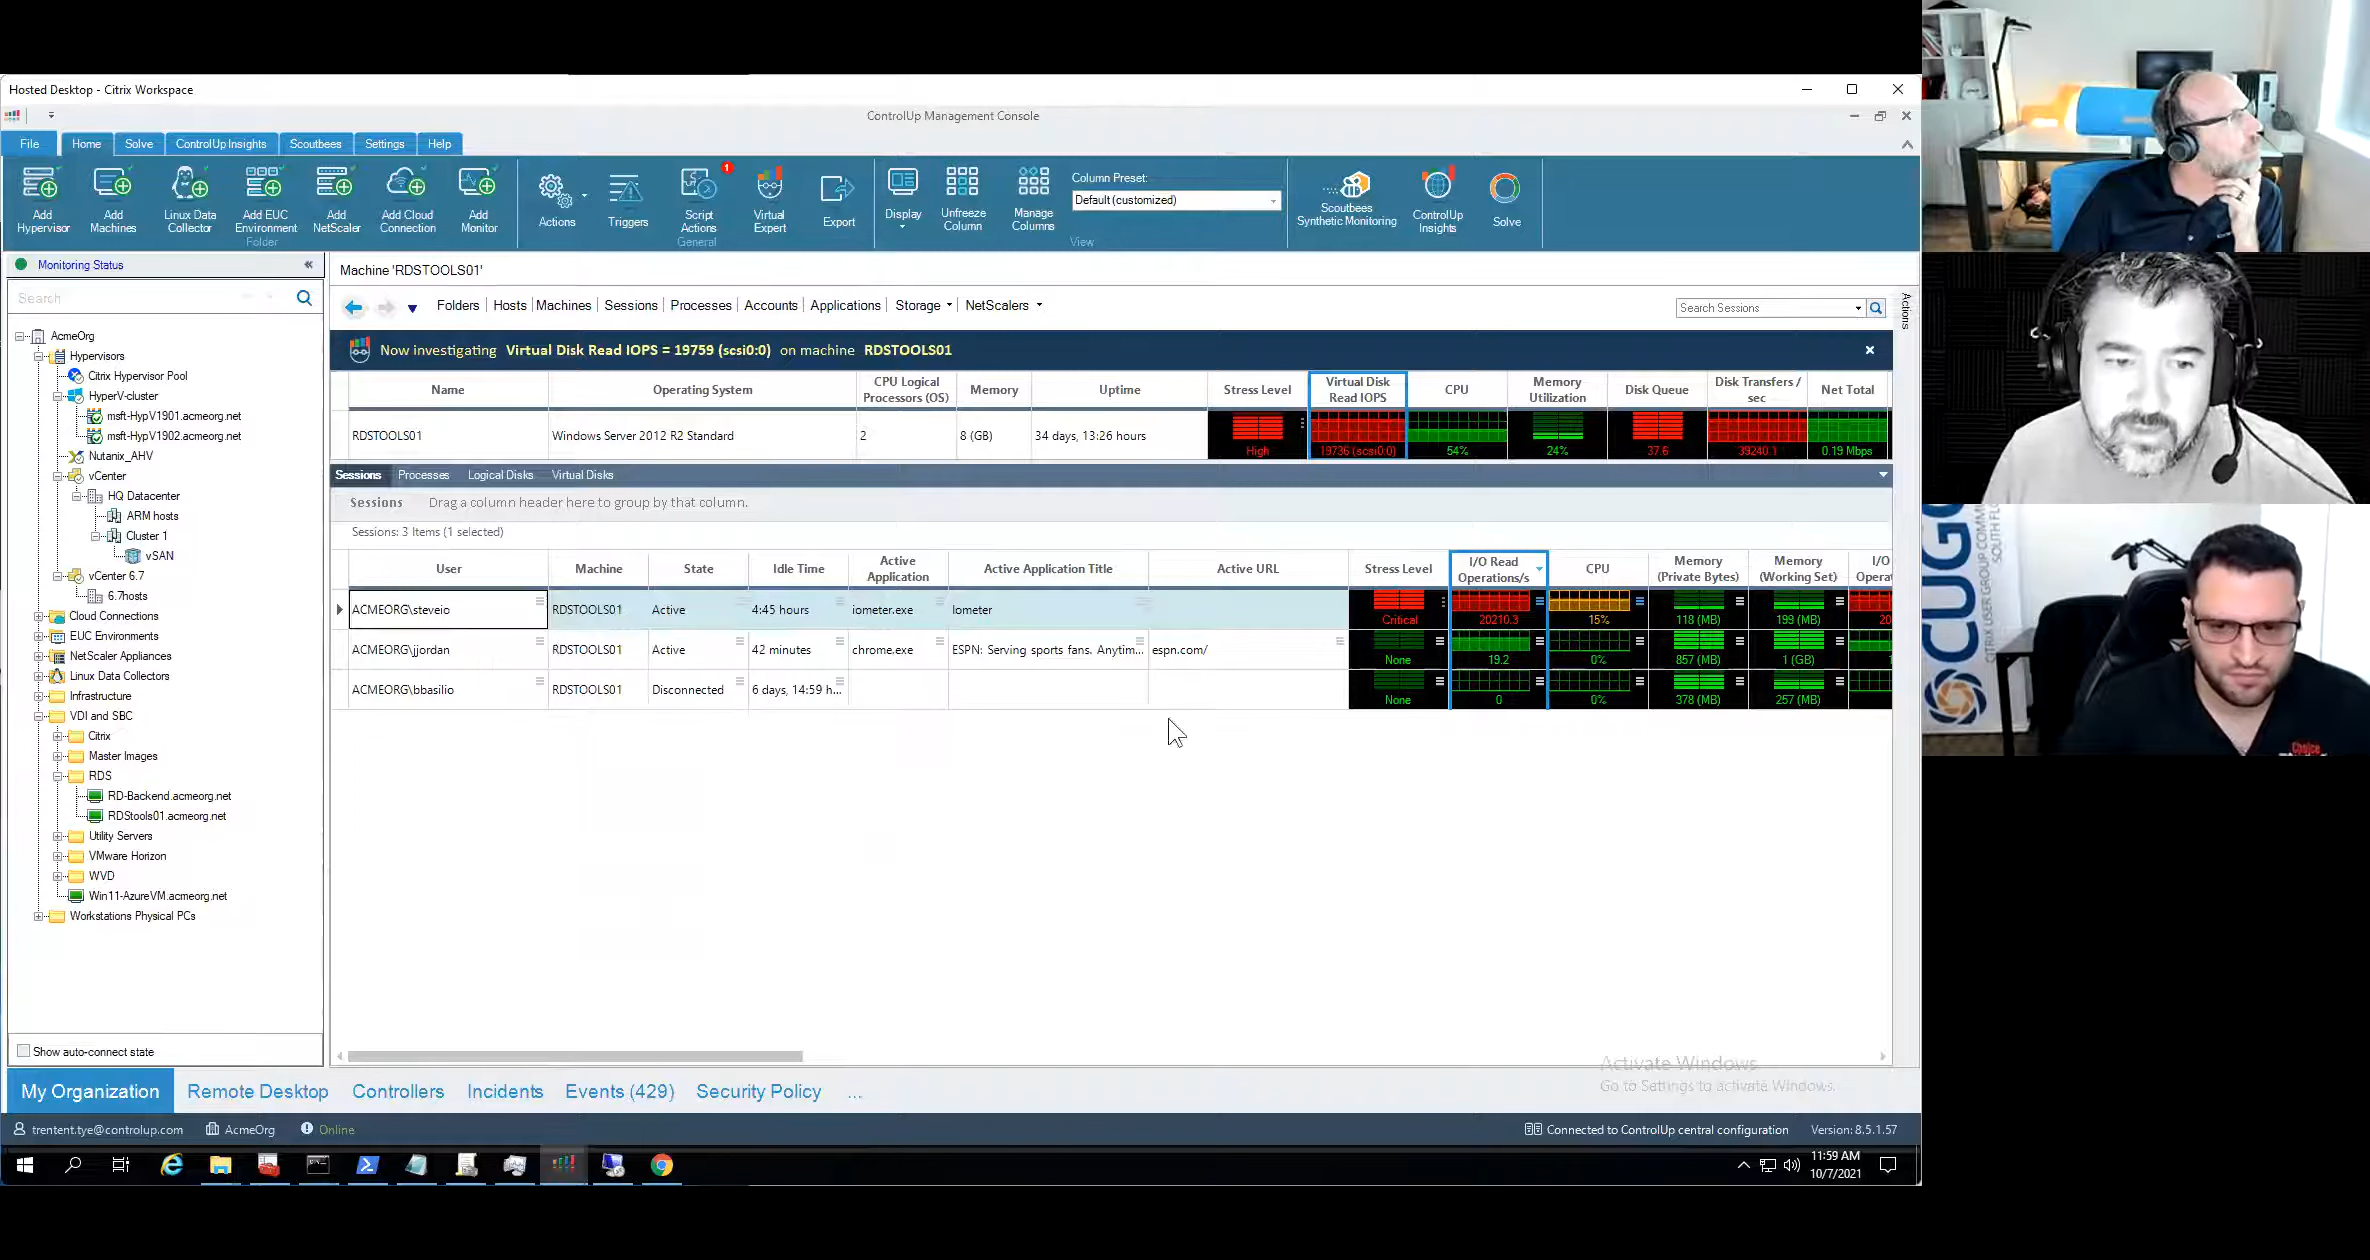 Hosted Desktop - Citrix Workspace
ControlUp Management Console
File Home Solve ControlUp Insights Scoutbees Settings Help
Add Hypervisor
Add Machines
Linux Data Collector
Add EUC Environment
Add NetScaler
Add Cloud Connection
Add Monitor
Folder
Actions
Triggers
1
Script Actions
Virtual Expert
Export
General
Display
Unfreeze Column
Manage Columns
Column Preset:
Default (customized)
View
Scoutbees Synthetic Monitoring
ControlUp Insights
Solve
Monitoring Status
Search
AcmeOrg
Hypervisors
Citrix Hypervisor Pool
HyperV-cluster
msft-HypV1901.acmeorg.net
msft-HypV1902.acmeorg.net
Nutanix_AHV
vCenter
HQ Datacenter
ARM hosts
Cluster 1
vSAN
vCenter 6.7
6.7hosts
Cloud Connections
EUC Environments
NetScaler Appliances
Linux Data Collectors
Infrastructure
VDI and SBC
Citrix
Master Images
RDS
RD-Backend.acmeorg.net
RDStools01.acmeorg.net
Utility Servers
VMware Horizon
WVD
Win11-AzureVM.acmeorg.net
Workstations Physical PCs
Show auto-connect state
Machine 'RDSTOOLS01'
Folders Hosts Machines Sessions Processes Accounts Applications Storage NetScalers
Search Sessions
Actions
Now investigating Virtual Disk Read IOPS = 19759 (scsi0:0) on machine RDSTOOLS01
Name Operating System CPU Logical Processors (OS) Memory Uptime Stress Level Virtual Disk Read IOPS CPU Memory Utilization Disk Queue Disk Transfers / sec Net Total
RDSTOOLS01 Windows Server 2012 R2 Standard 2 8 (GB) 34 days, 13:26 hours High 19736 (scsi0:0) 54% 24% 37.6 39240.1 0.19 Mbps
Sessions Processes Logical Disks Virtual Disks
Sessions Drag a column header here to group by that column.
Sessions: 3 Items (1 selected)
User Machine State Idle Time Active Application Active Application Title Active URL Stress Level I/O Read Operations/s CPU Memory (Private Bytes) Memory (Working Set) I/O Operat
ACMEORG\steveio RDSTOOLS01 Active 4:45 hours iometer.exe Iometer Critical 20210.3 15% 118 (MB) 199 (MB) 20
ACMEORG\jjordan RDSTOOLS01 Active 42 minutes chrome.exe ESPN: Serving sports fans. Anytim... espn.com/ None 19.2 0% 857 (MB) 1 (GB)
ACMEORG\bbasilio RDSTOOLS01 Disconnected 6 days, 14:59 h... None 0 0% 378 (MB) 257 (MB)
Activate Windows
Go to Settings to activate Windows.
My Organization Remote Desktop Controllers Incidents Events (429) Security Policy ...
trentent.tye@controlup.com AcmeOrg Online Connected to ControlUp central configuration Version: 8.5.1.57
11:59 AM
10/7/2021
CUGC
CITRIX USER GROUP COMM
SOUTH FL
Choice